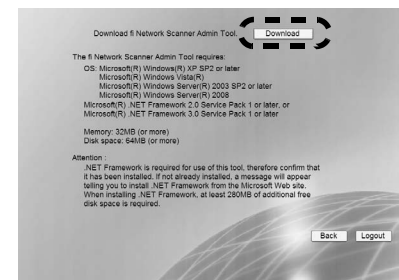 Download fi Network Scanner Admin Tool. Download
The fi Network Scanner Admin Tool requires:
OS: Microsoft(R) Windows(R) XP SP2 or later
Microsoft(R) Windows Vista(R)
Microsoft(R) Windows Server(R) 2003 SP2 or later
Microsoft(R) Windows Server(R) 2008
Microsoft(R) .NET Framework 2.0 Service Pack 1 or later, or
Microsoft(R) .NET Framework 3.0 Service Pack 1 or later
Memory: 32MB (or more)
Disk space: 64MB (or more)
Attention :
.NET Framework is required for use of this tool, therefore confirm that
it has been installed. If not already installed, a message will appear
telling you to install .NET Framework from the Microsoft Web site.
When installing .NET Framework, at least 280MB of additional free
disk space is required.
Back Logout